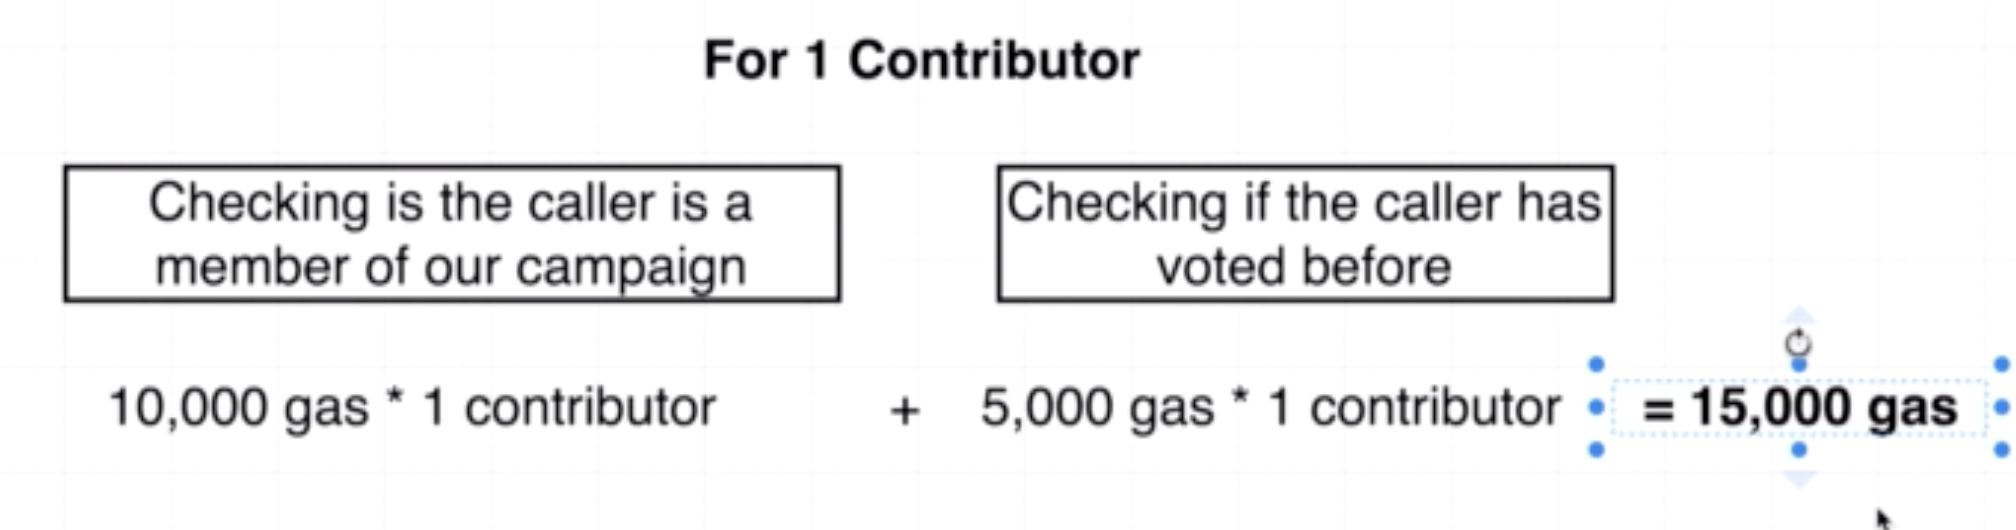 For 1 Contributor
Checking is the caller is a
member of our campaign
Checking if the caller has
voted before
10,000 gas * 1 contributor + 5,000 gas * 1 contributor = 15,000 gas